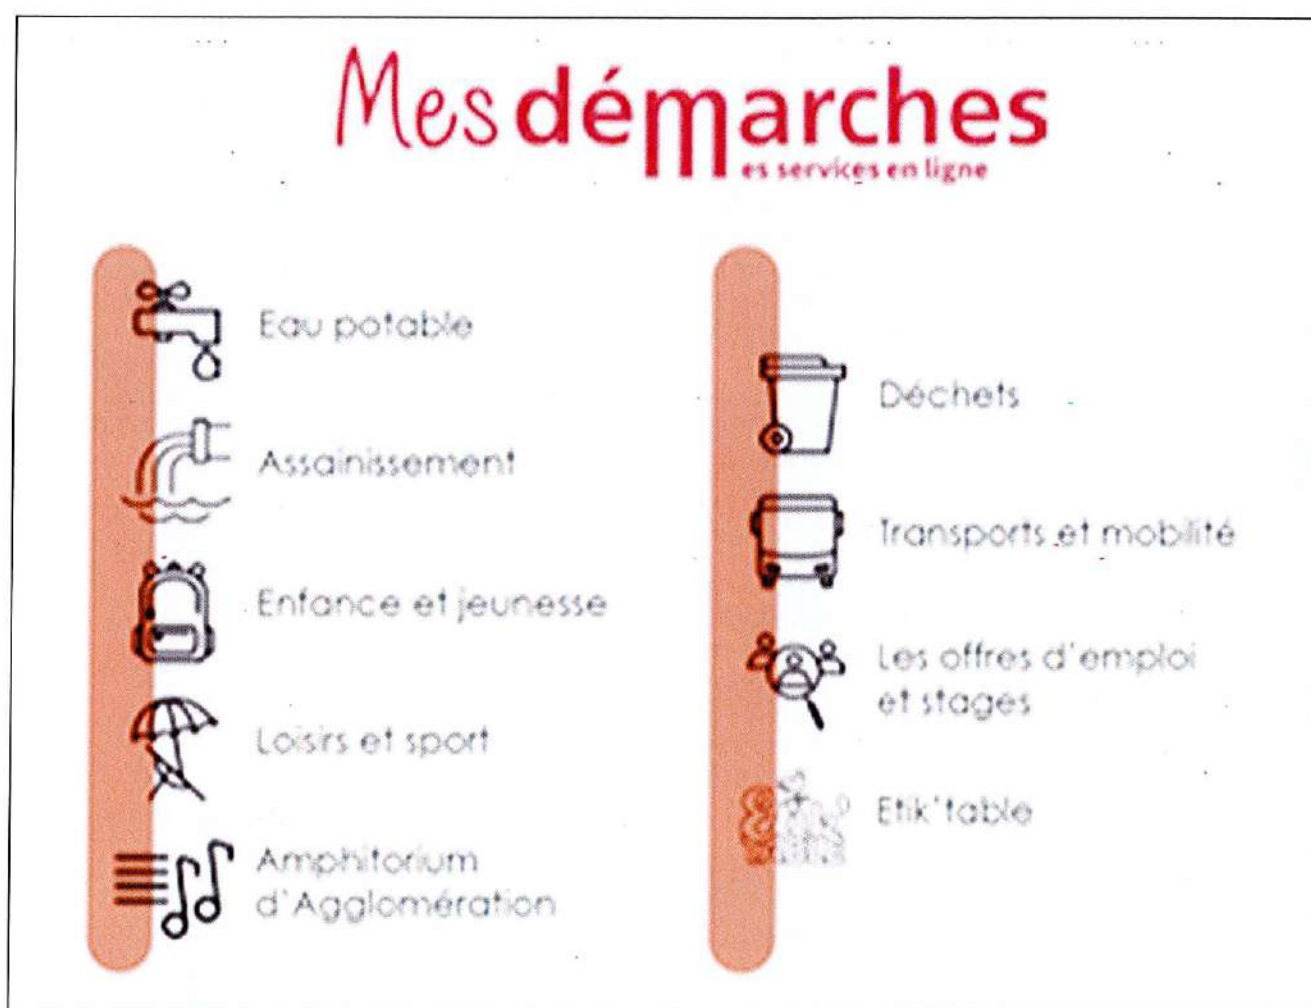 Mes démarches
es services en ligne
Eau potable
Assainissement
Enfance et jeunesse
Loisirs et sport
Amphitorium
d'Agglomération
Déchets
Transports et mobilité
Les offres d'emploi
et stages
Etik'table